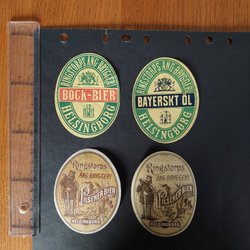 RINGSTORPS ÅNG-BRYGGERI
BOCK-BIER
HELSINGBORG
RINGSTORPS ÅNG-BRYGGERI
BAYERSKT ÖL
HELSINGBORG
Ringstorps
ÅNG-BRYGGERI
PILSENER-BIER
HELSINGBORG
Ringstorps
ÅNG-BRYGGERI
PILSENER-BIER
HELSINGBORG